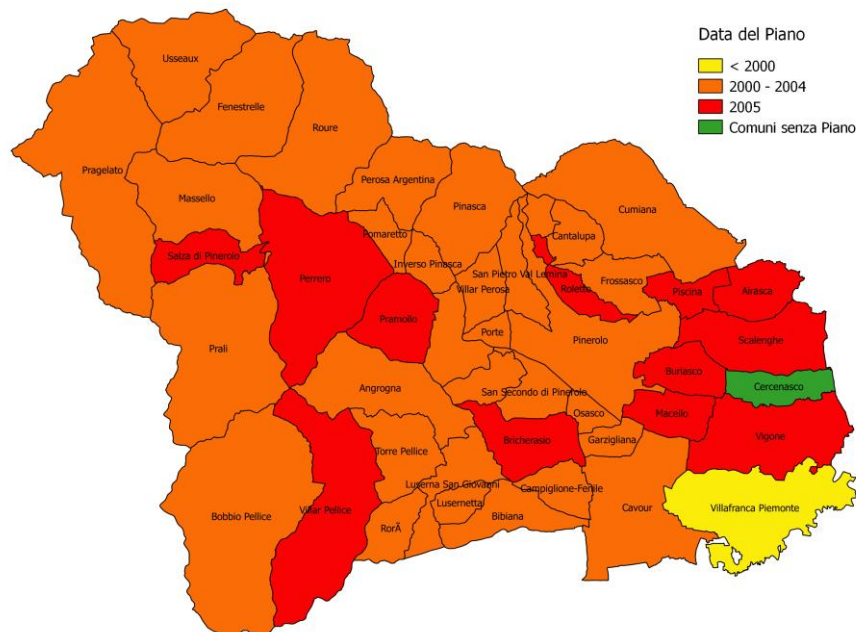 Data del Piano
< 2000
2000 - 2004
2005
Comuni senza Piano
Usseaux
Fenestrelle
Roure
Pragelato
Massello
Perosa Argentina
Pinasca
Cumiana
Cantalupa
Pomaretto
Salza di Pinerolo
Inverso Pinasca
San Pietro Val Lemina
Frossasco
Perrero
Villar Perosa
Roletto
Piscina
Airasca
Pramollo
Porte
Pinerolo
Scalenghe
Prali
Buriasco
Angrogna
San Secondo di Pinerolo
Cercenasco
Osasco
Macello
Bricherasio
Garzigliana
Vigone
Torre Pellice
Luserna San Giovanni
Campiglione-Fenile
Lusernetta
Cavour
Villafranca Piemonte
Bobbio Pellice
Villar Pellice
Bibiana
RorÃ